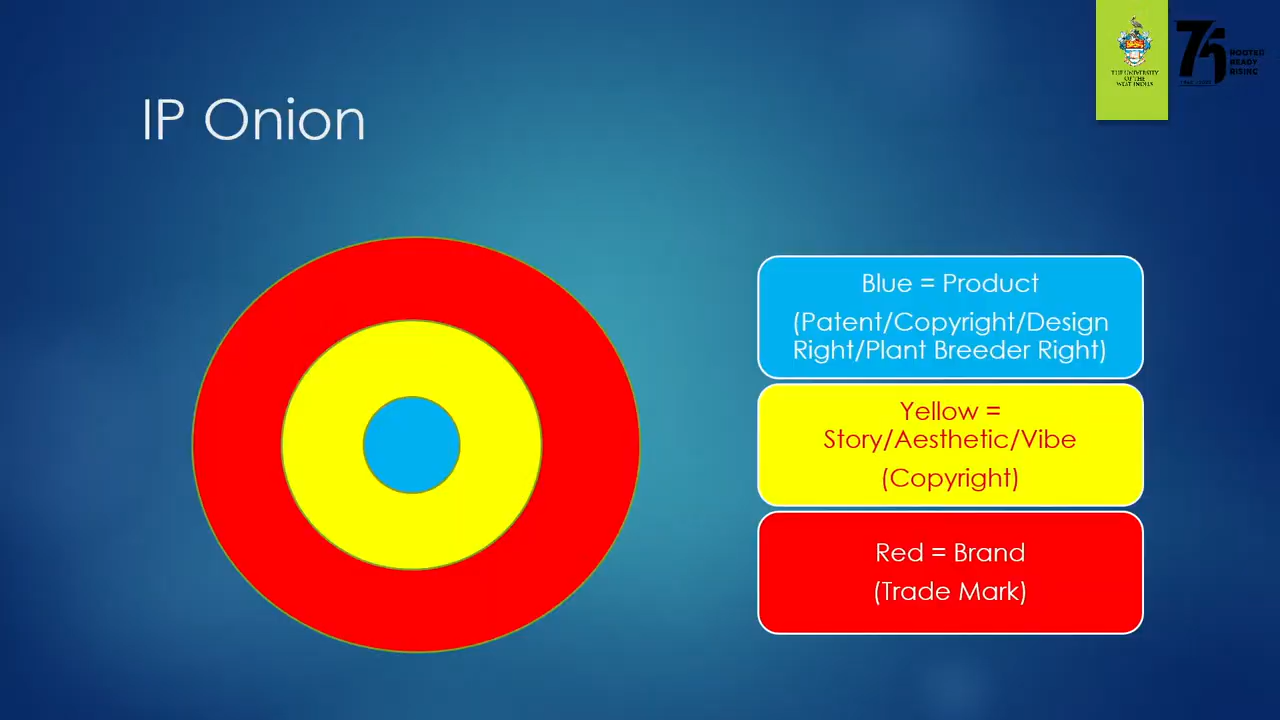 THE UNIVERSITY
OF THE
WEST INDIES
75
ROOTED
READY
RISING
IP Onion
Blue = Product
(Patent/Copyright/Design
Right/Plant Breeder Right)
Yellow =
Story/Aesthetic/Vibe
(Copyright)
Red = Brand
(Trade Mark)